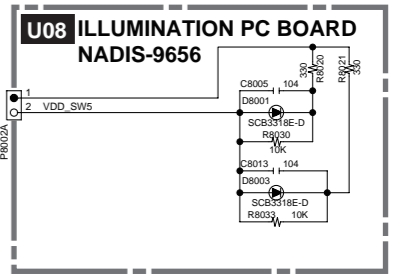 U08 ILLUMINATION PC BOARD
NADIS-9656
330
R8020
R8021
330
C8005 104
D8001
SCB3318E-D
R8030
10K
C8013 104
D8003
SCB3318E-D
R8033 10K
1
2 VDD_SW5
P8002A